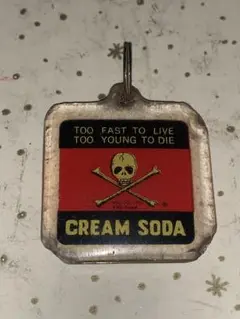 TOO FAST TO LIVE
TOO YOUNG TO DIE
CREAM SODA